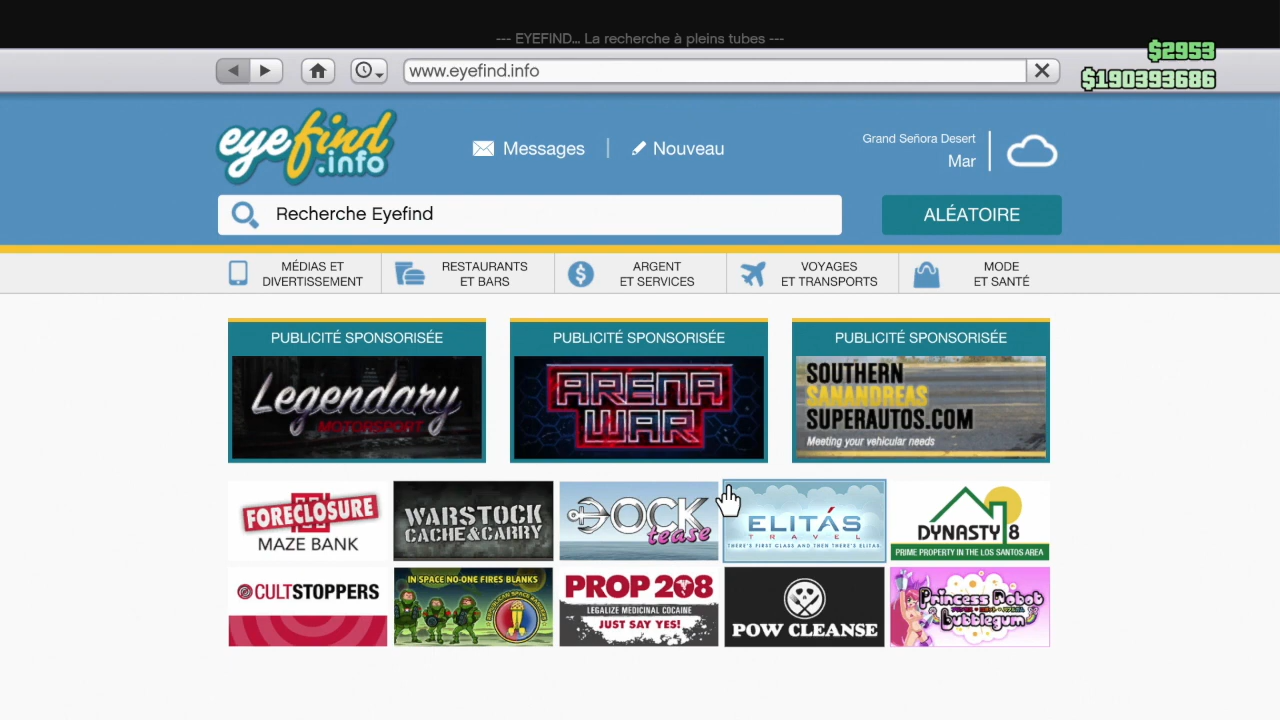 --- EYEFIND... La recherche à pleins tubes ---
$2953
www.eyefind.info
$190393686
eyefind
.info
Messages
Nouveau
Grand Señora Desert
Mar
Recherche Eyefind
ALÉATOIRE
MÉDIAS ET
DIVERTISSEMENT
RESTAURANTS
ET BARS
ARGENT
ET SERVICES
VOYAGES
ET TRANSPORTS
MODE
ET SANTÉ
PUBLICITÉ SPONSORISÉE
Legendary
MOTORSPORT
PUBLICITÉ SPONSORISÉE
ARENA
WAR
PUBLICITÉ SPONSORISÉE
SOUTHERN
SANANDREAS
SUPERAUTOS.COM
Meeting your vehicular needs
FORECLOSURE
MAZE BANK
WARSTOCK
CACHE&CARRY
DOCK
tease
ELITÁS
TRAVEL
THERE'S FIRST CLASS AND THEN THERE'S ELITAS
DYNASTY 8
PRIME PROPERTY IN THE LOS SANTOS AREA
CULTSTOPPERS
IN SPACE NO-ONE FIRES BLANKS
PROP 208
LEGALIZE MEDICINAL COCAINE
JUST SAY YES!
POW CLEANSE
Princess Robot
Bubblegum